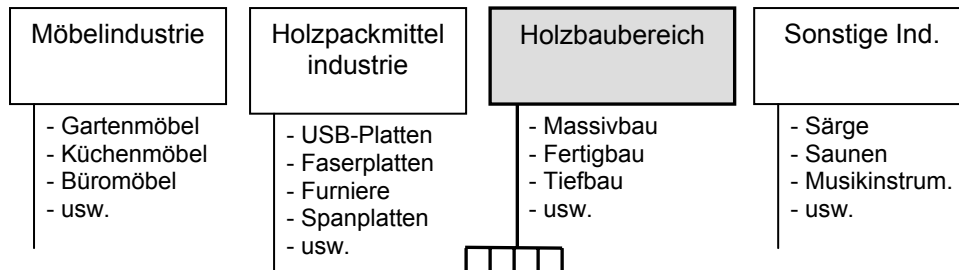 Möbelindustrie
- Gartenmöbel
- Küchenmöbel
- Büromöbel
- usw.
Holzpackmittel
industrie
- USB-Platten
- Faserplatten
- Furniere
- Spanplatten
- usw.
Holzbaubereich
- Massivbau
- Fertigbau
- Tiefbau
- usw.
Sonstige Ind.
- Särge
- Saunen
- Musikinstrum.
- usw.